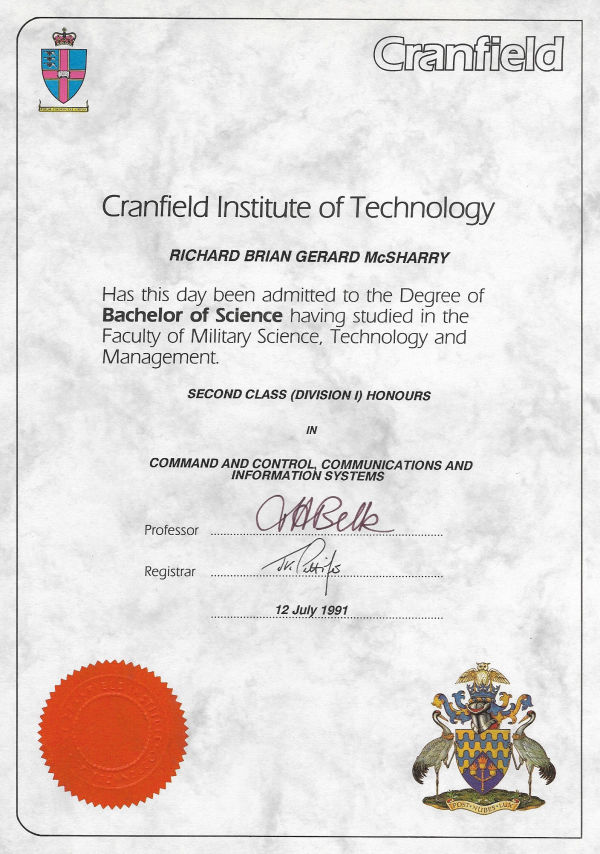 Cranfield
Cranfield Institute of Technology
RICHARD BRIAN GERARD McSHARRY
Has this day been admitted to the Degree of
Bachelor of Science having studied in the
Faculty of Military Science, Technology and
Management.
SECOND CLASS (DIVISION I) HONOURS
IN
COMMAND AND CONTROL, COMMUNICATIONS AND
INFORMATION SYSTEMS
Professor
Belk
Registrar
12 July 1991
POST·NUBES·LUX